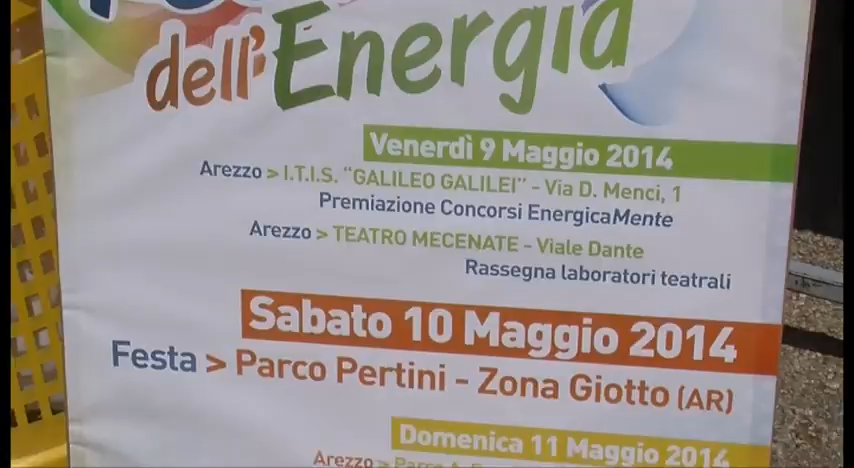 dell'Energia
Venerdì 9 Maggio 2014
Arezzo > I.T.I.S. "GALILEO GALILEI" - Via D. Menci, 1
Premiazione Concorsi EnergicaMente
Arezzo > TEATRO MECENATE - Viale Dante
Rassegna laboratori teatrali
Sabato 10 Maggio 2014
Festa > Parco Pertini - Zona Giotto (AR)
Domenica 11 Maggio 2014
Arezzo >